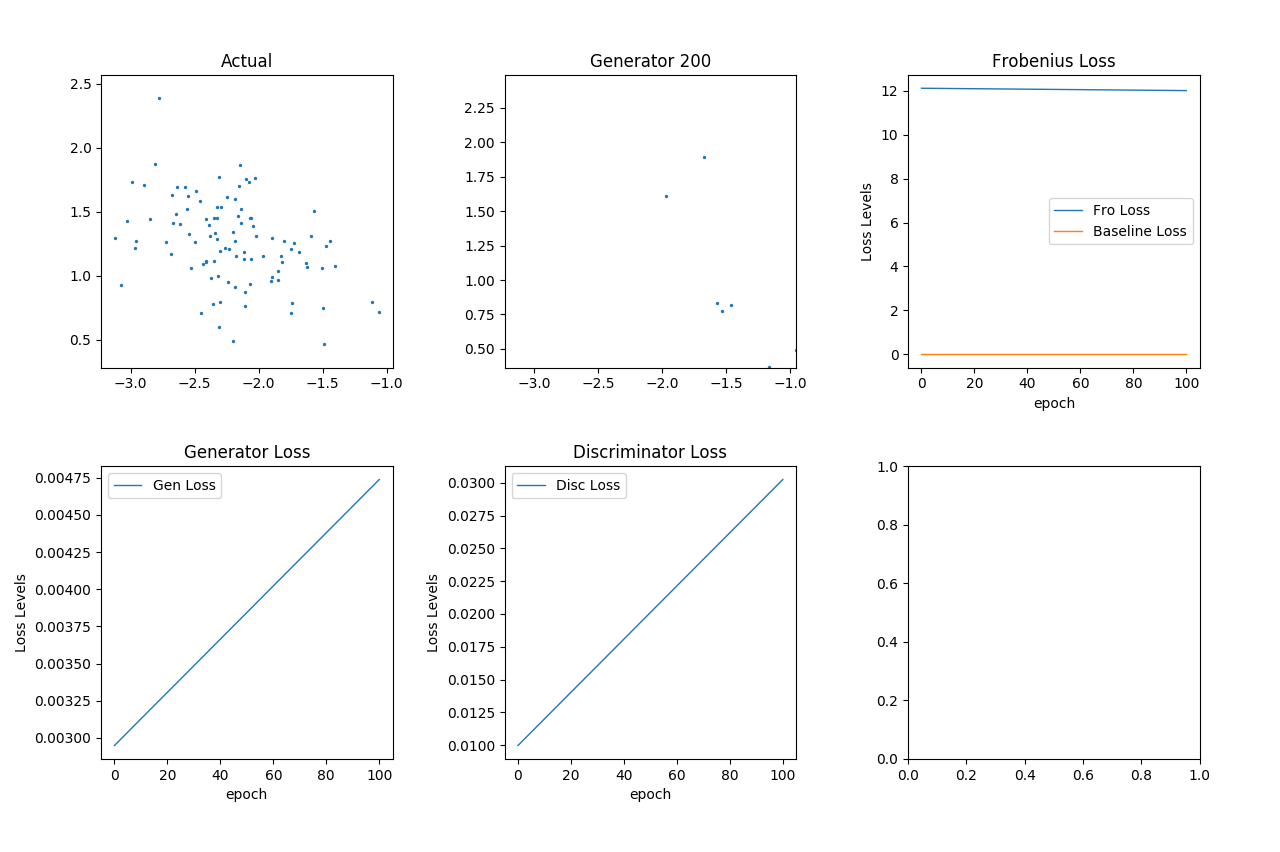 Actual
2.5
2.0
1.5
1.0
0.5
−3.0 −2.5 −2.0 −1.5 −1.0
Generator 200
2.25
2.00
1.75
1.50
1.25
1.00
0.75
0.50
−3.0 −2.5 −2.0 −1.5 −1.0
Frobenius Loss
Loss Levels
12
10
8
6
4
2
0
Fro Loss
Baseline Loss
0 20 40 60 80 100
epoch
Generator Loss
Loss Levels
0.00475
0.00450
0.00425
0.00400
0.00375
0.00350
0.00325
0.00300
Gen Loss
0 20 40 60 80 100
epoch
Discriminator Loss
Loss Levels
0.0300
0.0275
0.0250
0.0225
0.0200
0.0175
0.0150
0.0125
0.0100
Disc Loss
0 20 40 60 80 100
epoch
1.0
0.8
0.6
0.4
0.2
0.0
0.0 0.2 0.4 0.6 0.8 1.0